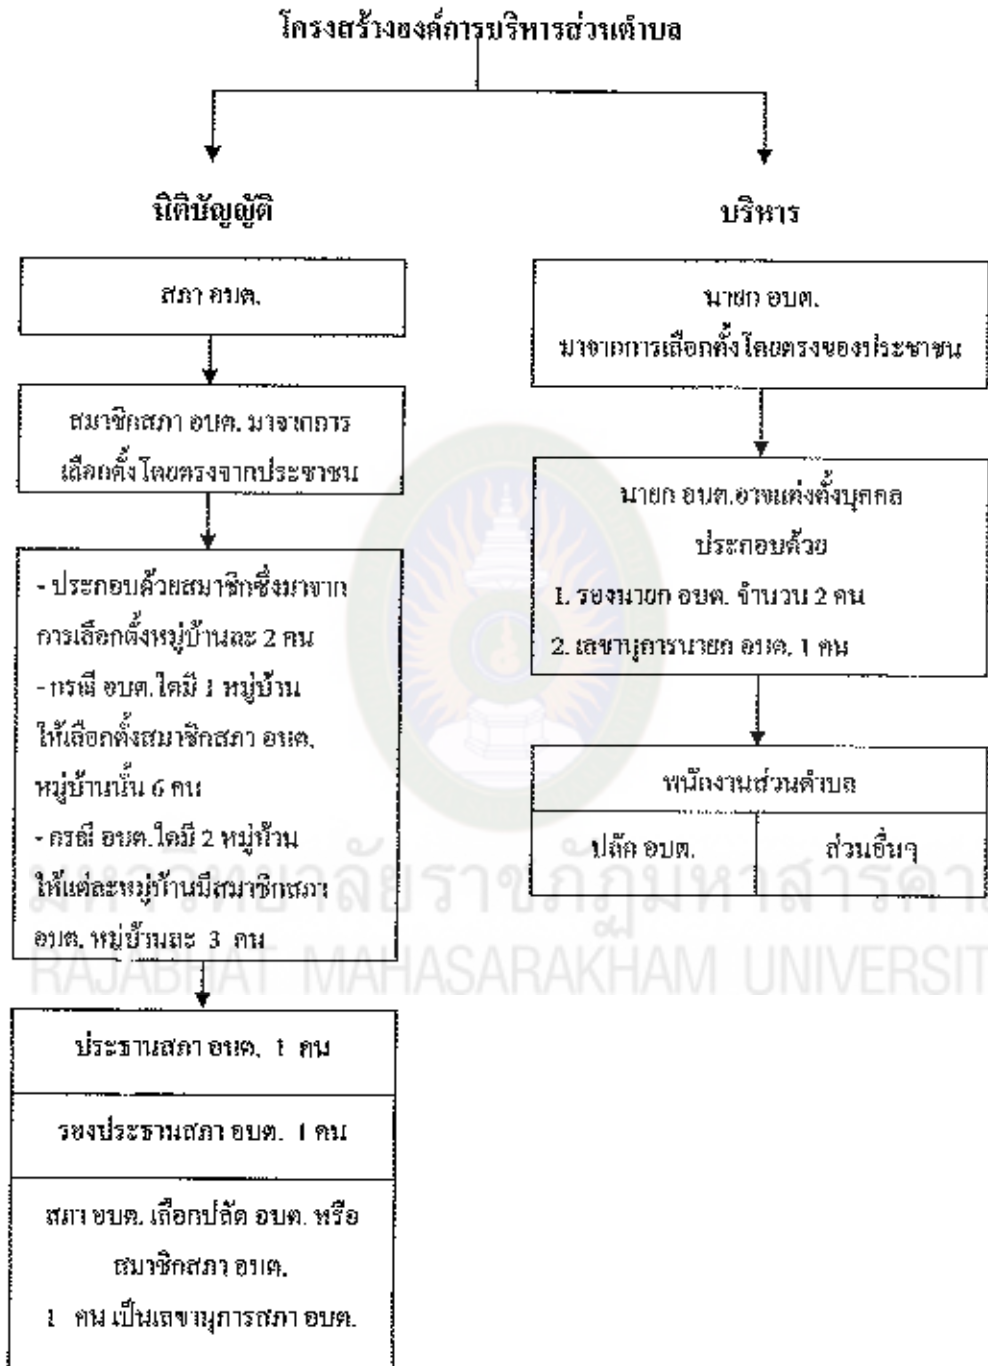 โครงสร้างองค์การบริหารส่วนตำบล
นิติบัญญัติ
สภา อบต.
สมาชิกสภา อบต. มาจากการ
เลือกตั้งโดยตรงจากประชาชน
- ประกอบด้วยสมาชิกซึ่งมาจาก
การเลือกตั้งหมู่บ้านละ 2 คน
- กรณี อบต.ใดมี 1 หมู่บ้าน
ให้เลือกตั้งสมาชิกสภา อบต.
หมู่บ้านนั้น 6 คน
- กรณี อบต.ใดมี 2 หมู่บ้าน
ให้แต่ละหมู่บ้านมีสมาชิกสภา
อบต. หมู่บ้านละ 3 คน
ประธานสภา อบต. 1 คน
รองประธานสภา อบต. 1 คน
สภา อบต. เลือกปลัด อบต. หรือ
สมาชิกสภา อบต.
1 คน เป็นเลขานุการสภา อบต.
บริหาร
นายก อบต.
มาจากการเลือกตั้งโดยตรงของประชาชน
นายก อบต.อาจแต่งตั้งบุคคล
ประกอบด้วย
1. รองนายก อบต. จำนวน 2 คน
2. เลขานุการนายก อบต. 1 คน
พนักงานส่วนตำบล
ปลัด อบต.
ส่วนอื่นๆ
มหาวิทยาลัยราชภัฏมหาสารคา
RAJABHAT MAHASARAKHAM UNIVERSIT